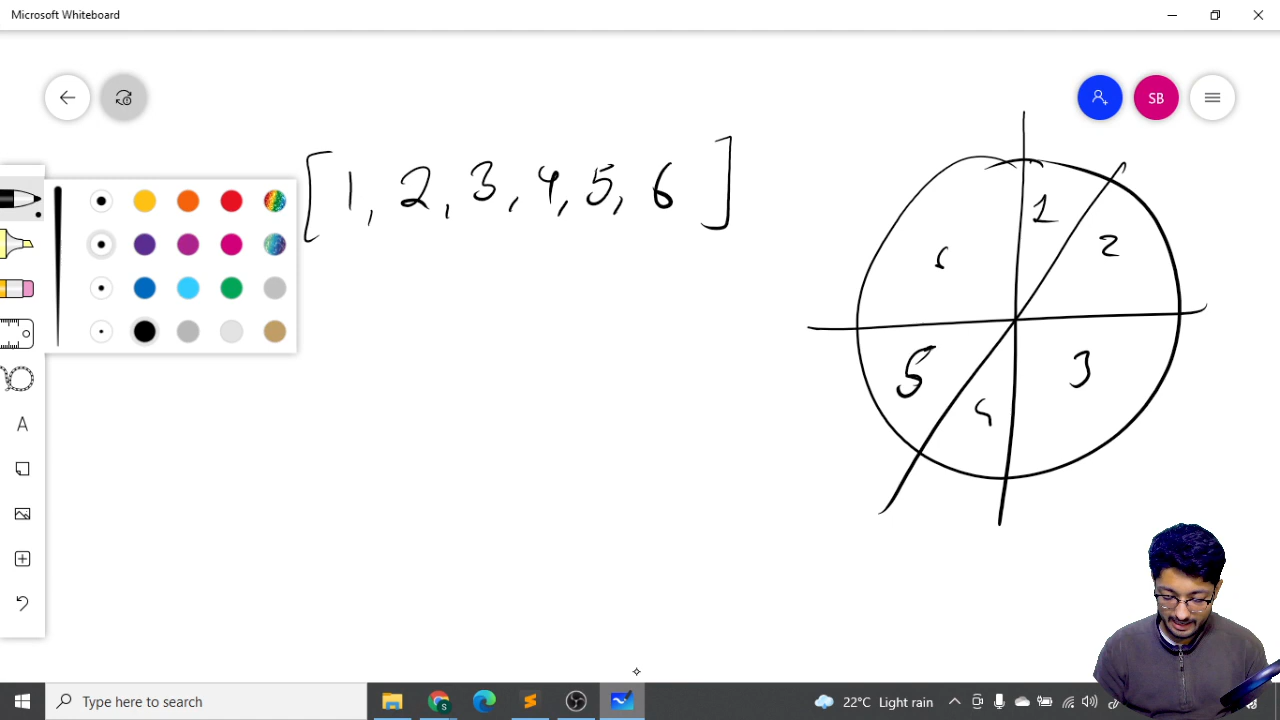 Microsoft Whiteboard
SB
[1, 2, 3, 4, 5, 6]
1
2
3
4
5
A
Type here to search
22°C Light rain